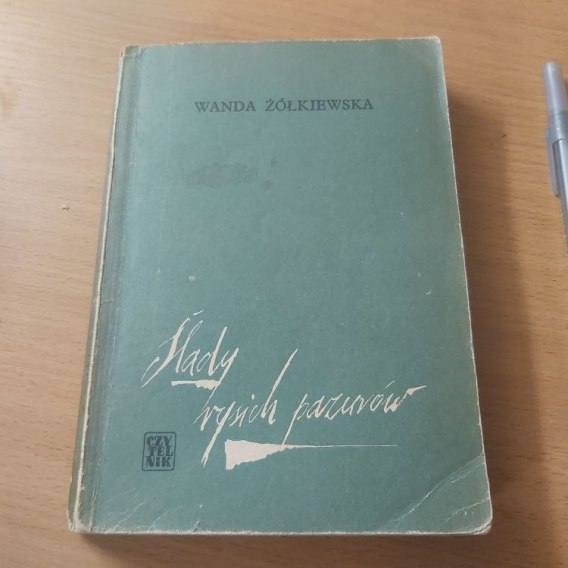 WANDA ŻÓŁKIEWSKA
Ślady
rysich pazurów
CZY
TEL
NIK